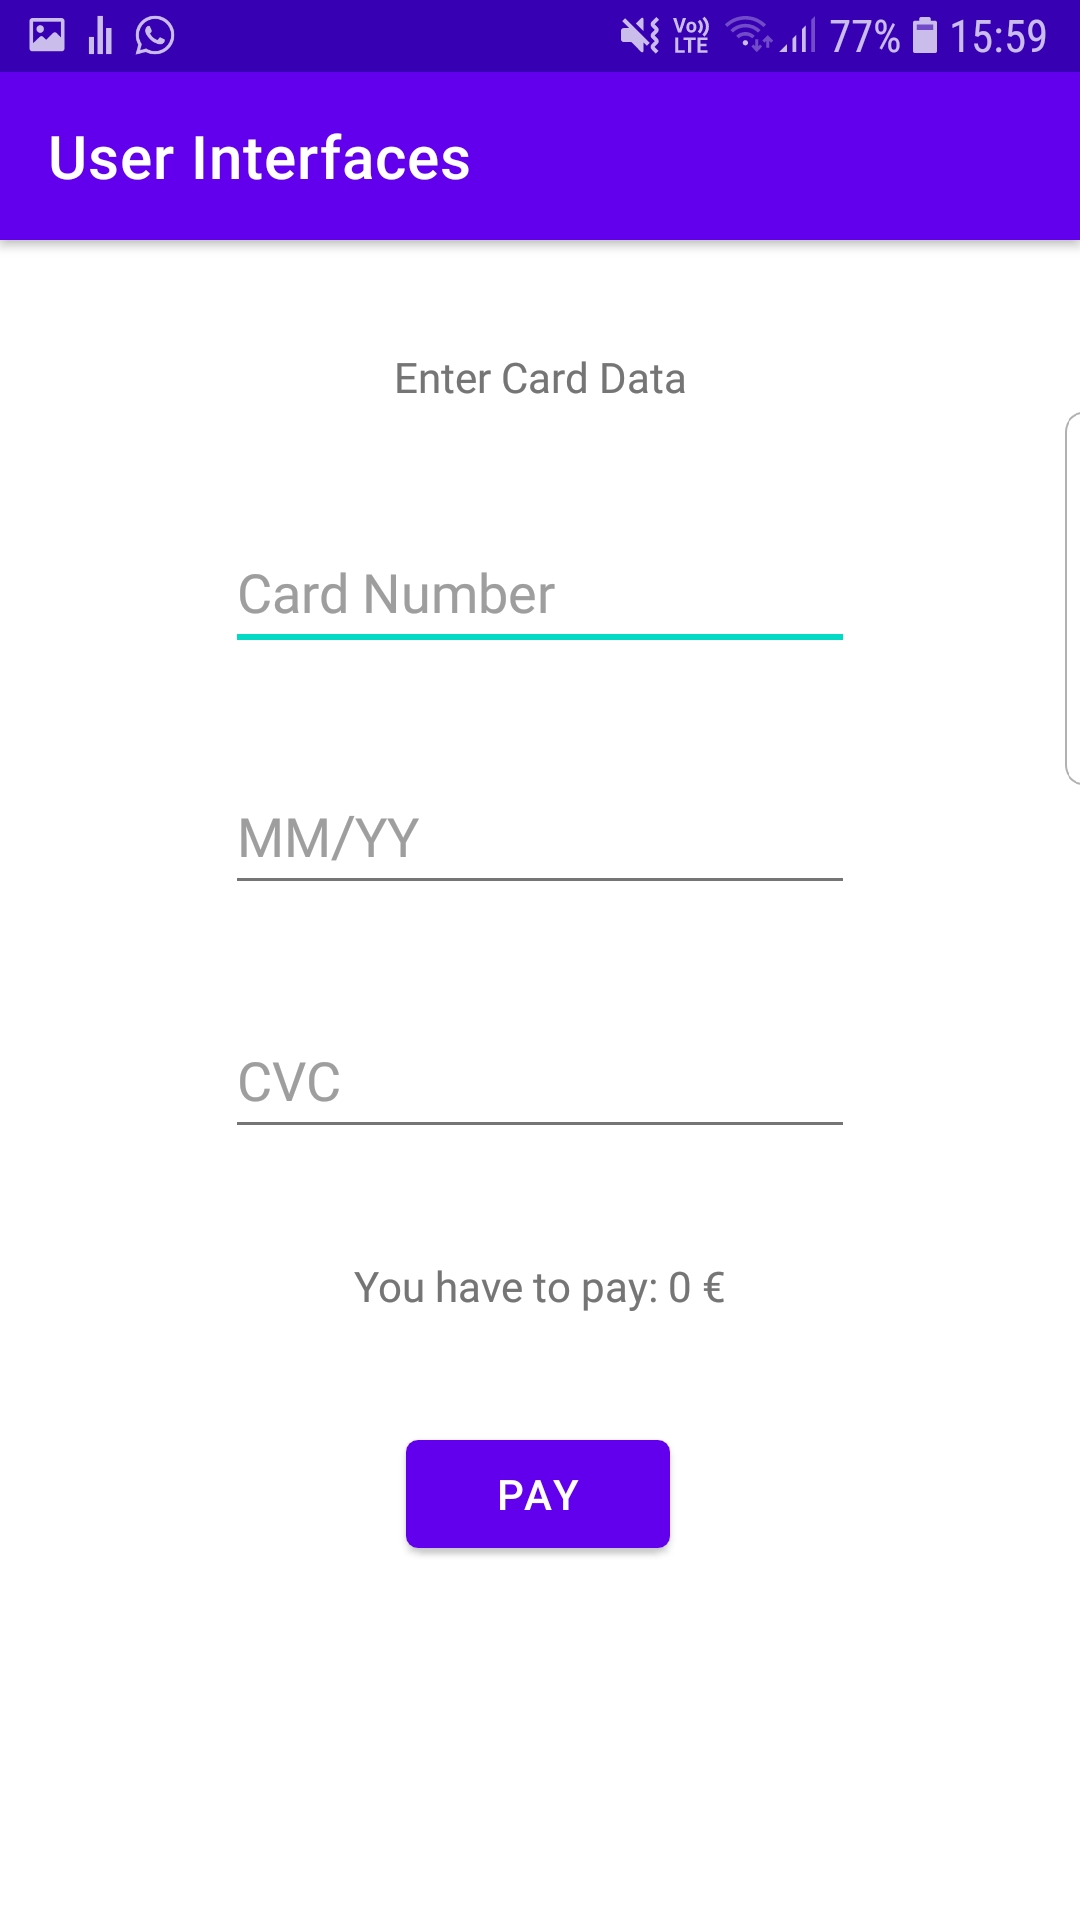 Vo)) LTE 77% 15:59
User Interfaces
Enter Card Data
Card Number
MM/YY
CVC
You have to pay: 0 €
PAY